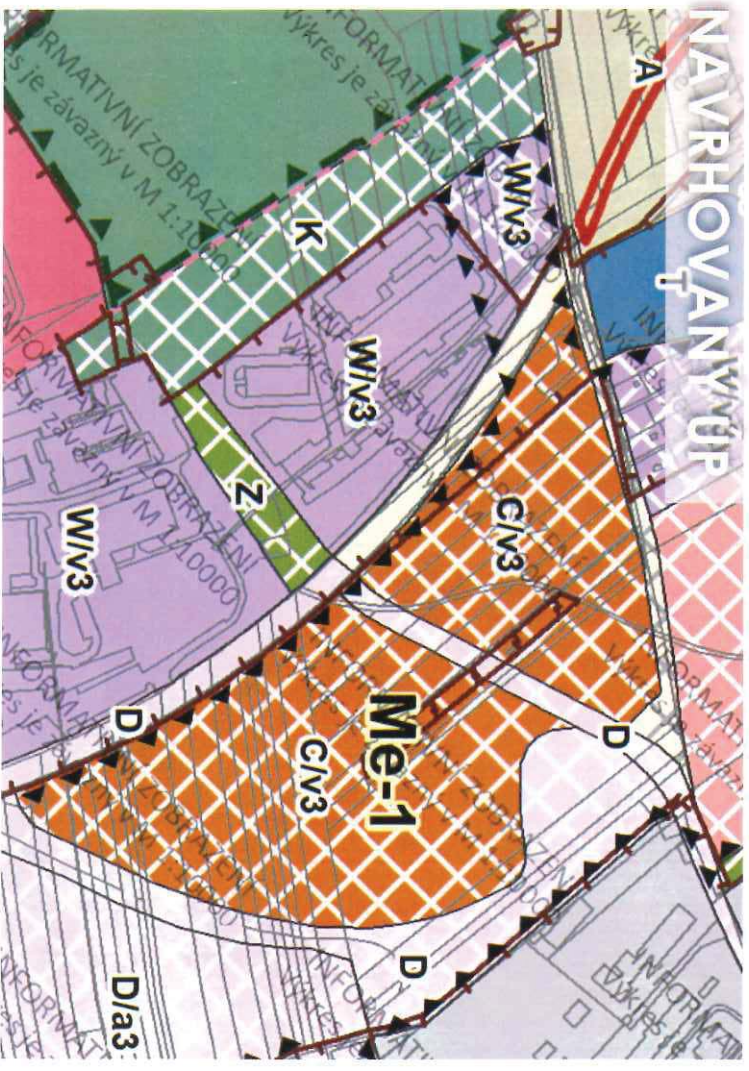 NAVRHOVANÝ ÚP
A
T
W/v3
K
W/v3
C/v3
Z
W/v3
D
Me-1
C/v3
D
D
D/a3
INFORMATIVNÍ ZOBRAZENÍ
Výkres je závazný v M 1:10000